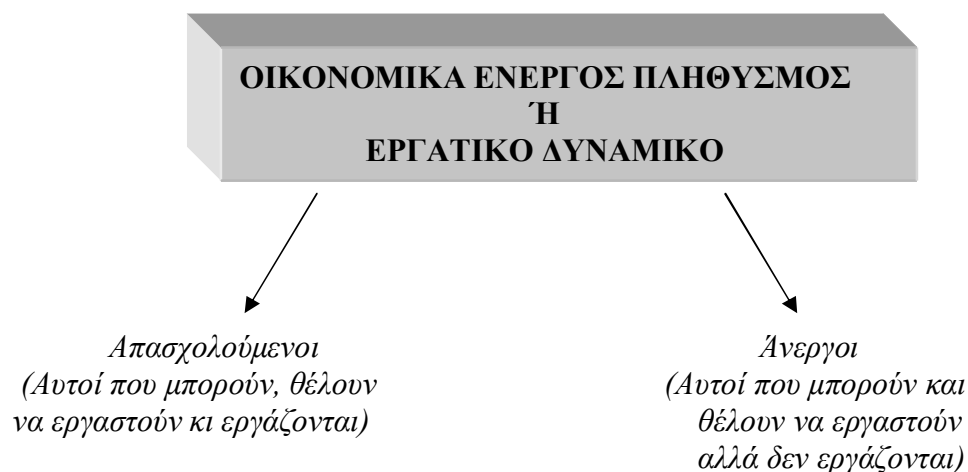 ΟΙΚΟΝΟΜΙΚΑ ΕΝΕΡΓΟΣ ΠΛΗΘΥΣΜΟΣ
Ή
ΕΡΓΑΤΙΚΟ ΔΥΝΑΜΙΚΟ
Απασχολούμενοι
(Αυτοί που μπορούν, θέλουν
να εργαστούν κι εργάζονται)
Άνεργοι
(Αυτοί που μπορούν και
θέλουν να εργαστούν
αλλά δεν εργάζονται)